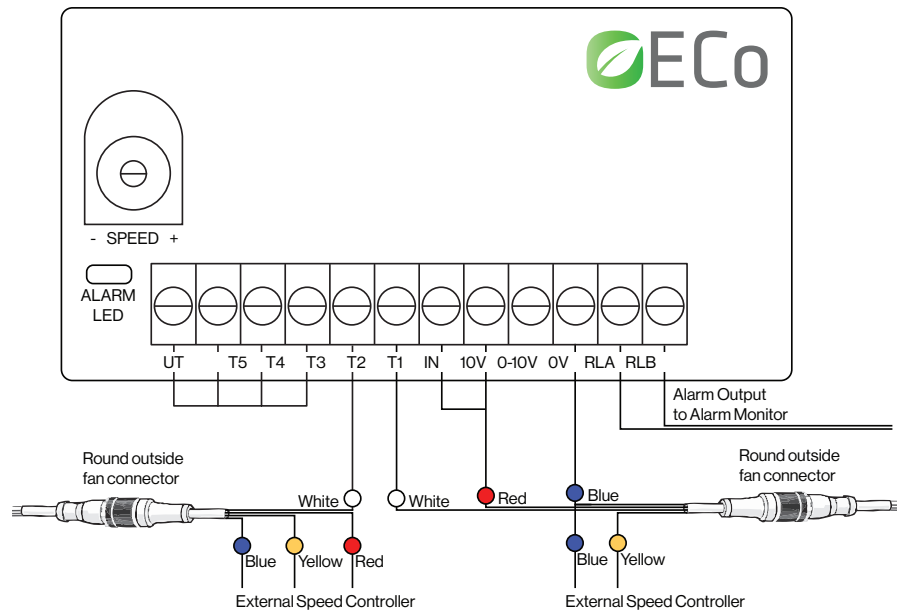 ECo
- SPEED +
ALARM
LED
UT T5 T4 T3 T2 T1 IN 10V 0-10V 0V RLA RLB
Alarm Output
to Alarm Monitor
Round outside
fan connector
Round outside
fan connector
White White Red Blue
Blue Yellow Red Blue Yellow
External Speed Controller External Speed Controller